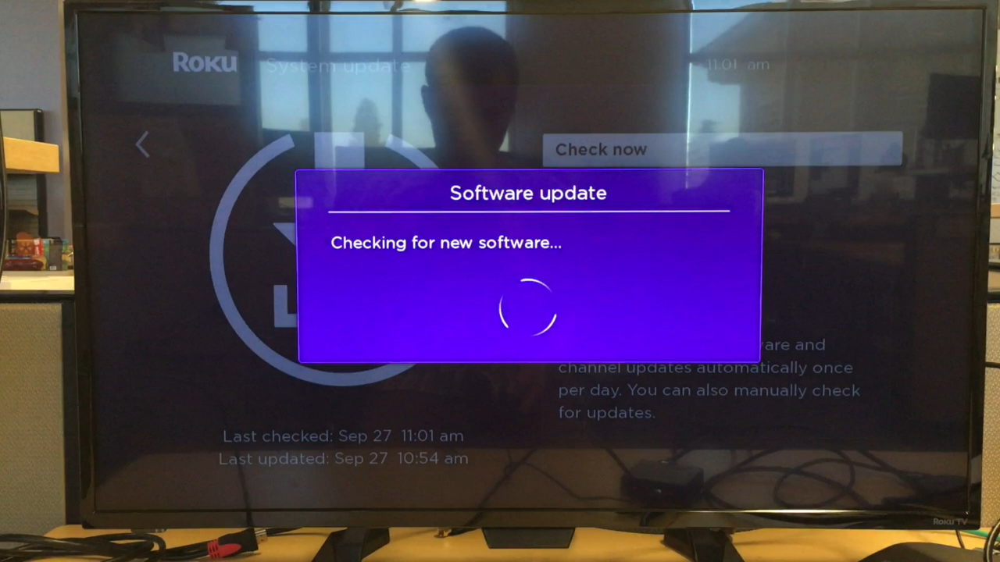 Roku System update 11:01 am
Check now
Software update
Checking for new software...
are and
channel updates automatically once
per day. You can also manually check
for updates.
Last checked: Sep 27 11:01 am
Last updated: Sep 27 10:54 am
Roku TV